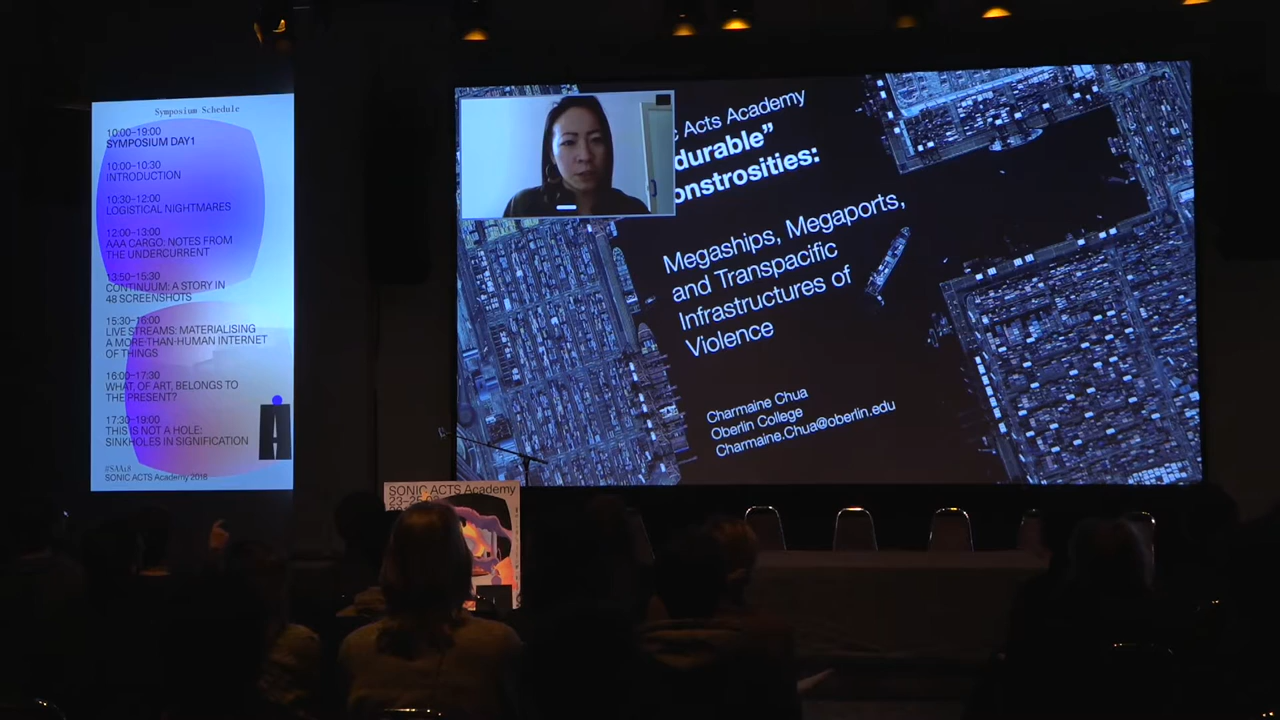 Symposium Schedule
10:00–19:00
SYMPOSIUM DAY1
10:00–10:30
INTRODUCTION
10:30–12:00
LOGISTICAL NIGHTMARES
12:00–13:00
AAA CARGO: NOTES FROM
THE UNDERCURRENT
13:50–15:30
CONTINUUM: A STORY IN
48 SCREENSHOTS
15:30–16:00
LIVE STREAMS: MATERIALISING
A MORE-THAN-HUMAN INTERNET
OF THINGS
16:00–17:30
WHAT, OF ART, BELONGS TO
THE PRESENT?
17:30–19:00
THIS IS NOT A HOLE:
SINKHOLES IN SIGNIFICATION
#SAA18
SONIC ACTS Academy 2018
c Acts Academy
durable”
onstrosities:
Megaships, Megaports,
and Transpacific
Infrastructures of
Violence
Charmaine Chua
Oberlin College
Charmaine.Chua@oberlin.edu
SONIC ACTS Academy